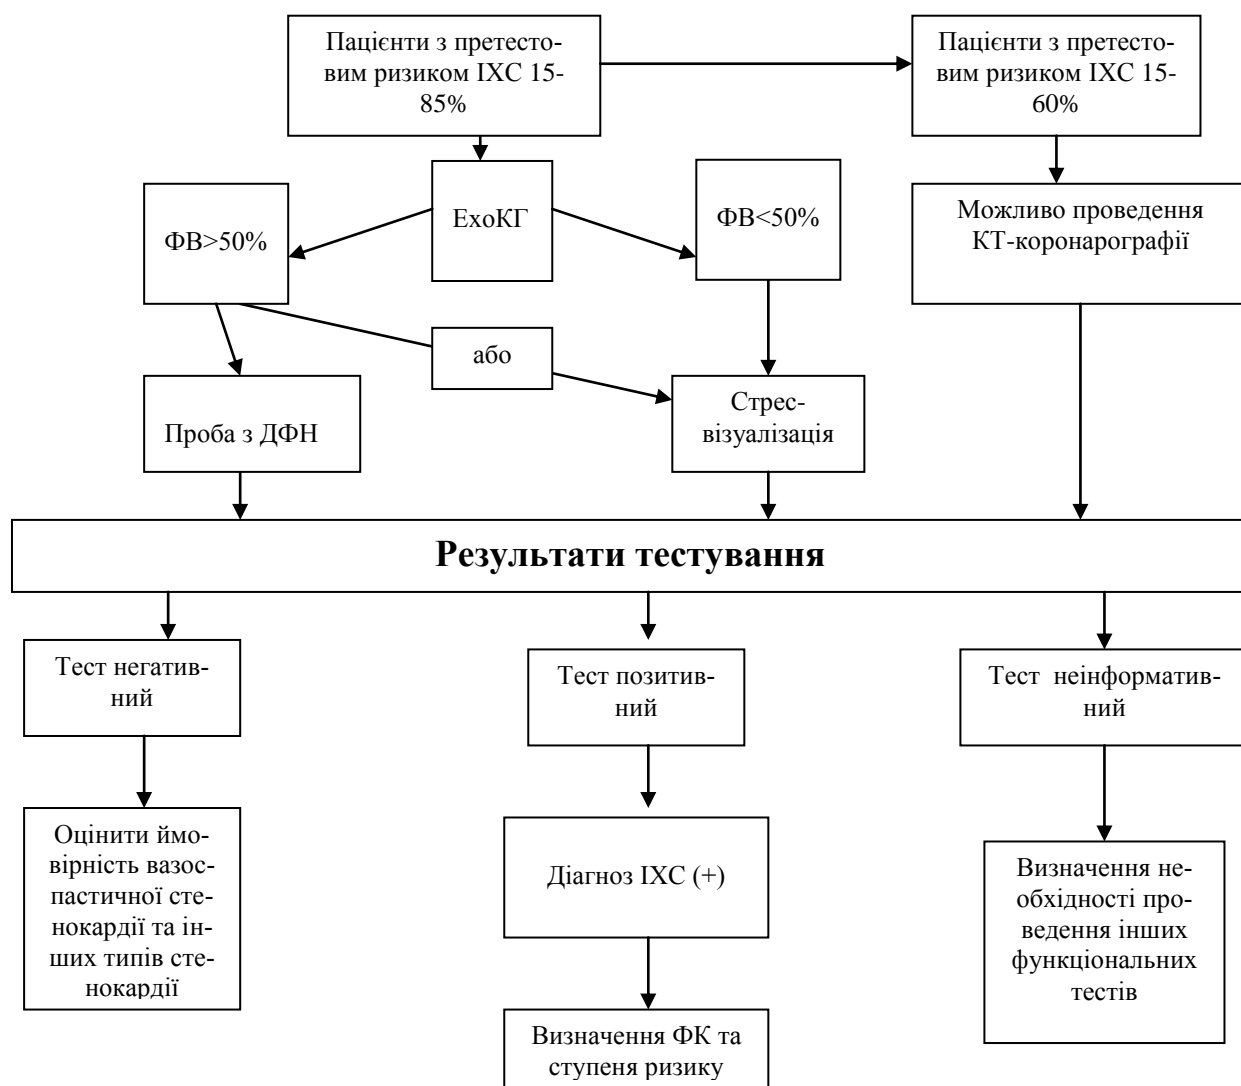 Пацієнти з претесто-
вим ризиком ІХС 15-
85%
Пацієнти з претесто-
вим ризиком ІХС 15-
60%
ФВ>50%
ЕхоКГ
ФВ<50%
Можливо проведення
КТ-коронарографії
або
Проба з ДФН
Стрес-
візуалізація
Результати тестування
Тест негатив-
ний
Тест позитив-
ний
Тест неінформатив-
ний
Оцінити ймо-
вірність вазос-
пастичної сте-
нокардії та ін-
ших типів сте-
нокардії
Діагноз ІХС (+)
Визначення не-
обхідності про-
ведення інших
функціональних
тестів
Визначення ФК та
ступеня ризику